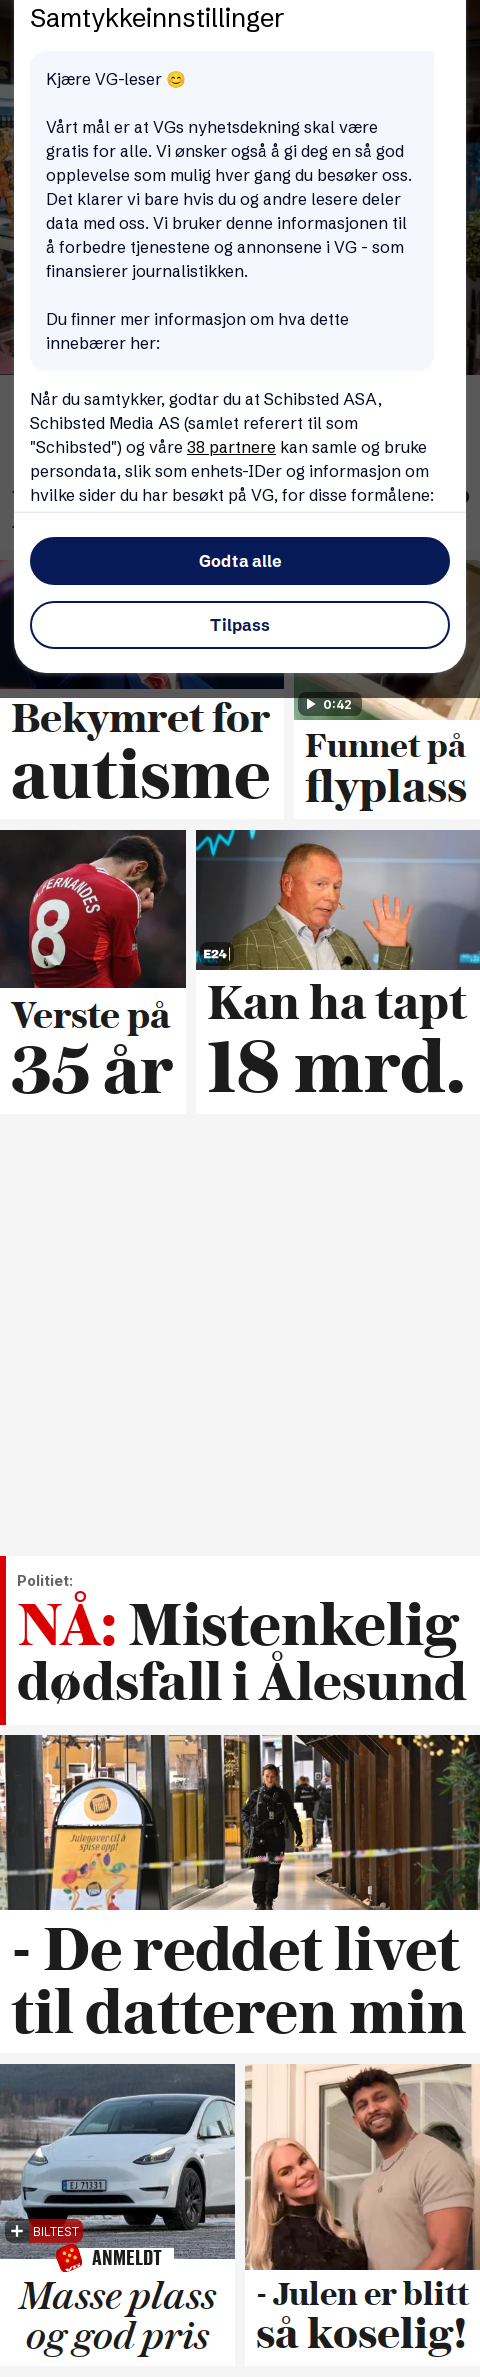 Samtykkeinnstillinger
Kjære VG-leser 😊
Vårt mål er at VGs nyhetsdekning skal være
gratis for alle. Vi ønsker også å gi deg en så god
opplevelse som mulig hver gang du besøker oss.
Det klarer vi bare hvis du og andre lesere deler
data med oss. Vi bruker denne informasjonen til
å forbedre tjenestene og annonsene i VG - som
finansierer journalistikken.
Du finner mer informasjon om hva dette
innebærer her:
Når du samtykker, godtar du at Schibsted ASA,
Schibsted Media AS (samlet referert til som
"Schibsted") og våre 38 partnere kan samle og bruke
persondata, slik som enhets-IDer og informasjon om
hvilke sider du har besøkt på VG, for disse formålene:
Godta alle
Tilpass
0:42
Bekymret for
autisme
Funnet på
flyplass
FERNANDES
8
E24
Verste på
35 år
Kan ha tapt
18 mrd.
Politiet:
NÅ: Mistenkelig
dødsfall i Ålesund
Julegaver til å
spise opp!
- De reddet livet
til datteren min
EJ 71331
BILTEST
ANMELDT
Masse plass
og god pris
- Julen er blitt
så koselig!